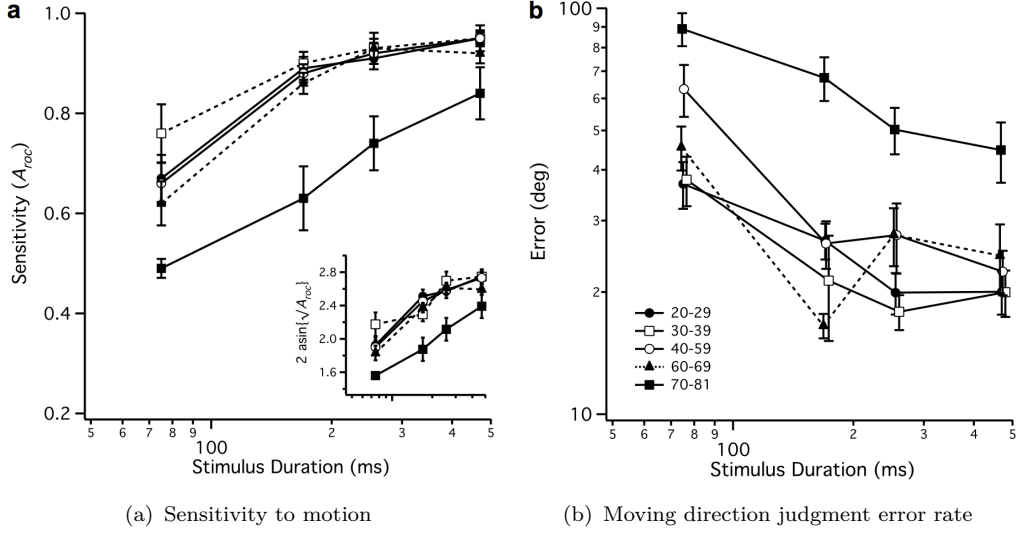 a
1.0
0.8
0.6
0.4
0.2
Sensitivity (Aroc)
5 6 7 8 9 100 2 3 4 5
Stimulus Duration (ms)
2.8
2.4
2.0
1.6
2 asin{√Aroc}
(a) Sensitivity to motion
b
100
9
8
7
6
5
4
3
2
10
Error (deg)
20-29
30-39
40-59
60-69
70-81
5 6 7 8 9 100 2 3 4 5
Stimulus Duration (ms)
(b) Moving direction judgment error rate